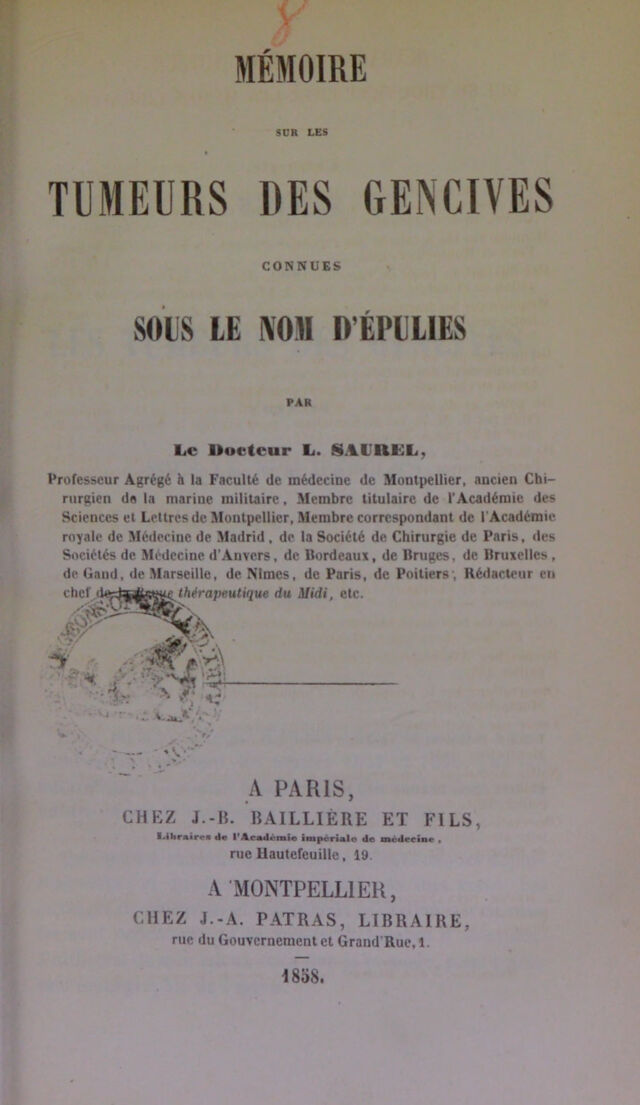 8
MÉMOIRE
SUR LES
TUMEURS DES GENCIVES
CONNUES
SOUS LE NOM D'ÉPULIES
PAR
Le Docteur L. SAUREL,
Professeur Agrégé à la Faculté de médecine de Montpellier, ancien Chi-
rurgien de la marine militaire, Membre titulaire de l'Académie des
Sciences et Lettres de Montpellier, Membre correspondant de l'Académie
royale de Médecine de Madrid, de la Société de Chirurgie de Paris, des
Sociétés de Médecine d'Anvers, de Bordeaux, de Bruges, de Bruxelles,
de Gand, de Marseille, de Nîmes, de Paris, de Poitiers, Rédacteur en
chef de la Revue thérapeutique du Midi, etc.
A PARIS,
CHEZ J.-B. BAILLIÈRE ET FILS,
Libraires de l'Académie impériale de médecine,
rue Hautefeuille, 19.
A MONTPELLIER,
CHEZ J.-A. PATRAS, LIBRAIRE,
rue du Gouvernement et Grand'Rue, 1.
1858.